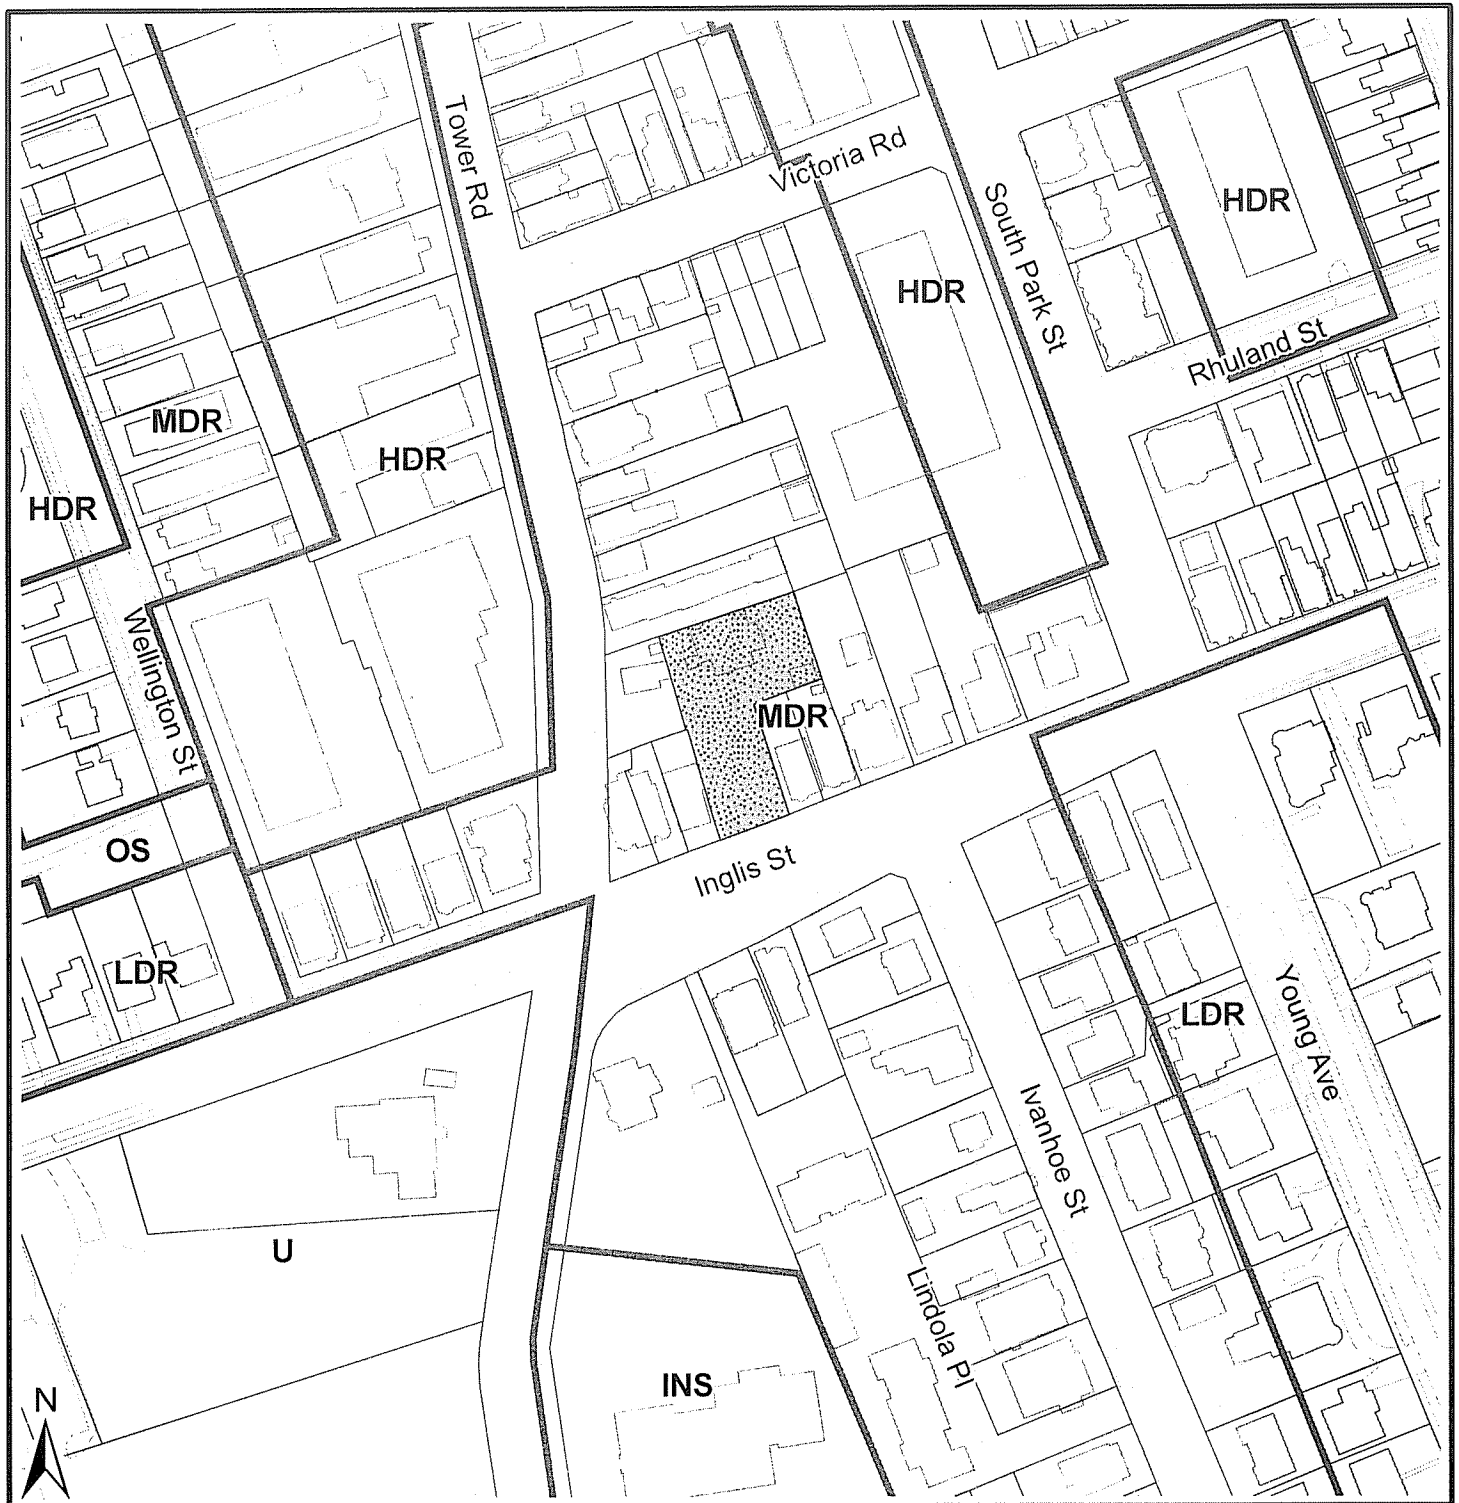 Tower Rd
Victoria Rd
HDR
South Park St
HDR
Rhuland St
MDR
HDR
HDR
Wellington St
MDR
OS
Inglis St
LDR
LDR
Young Ave
Ivanhoe St
U
Lindola Pl
INS
N